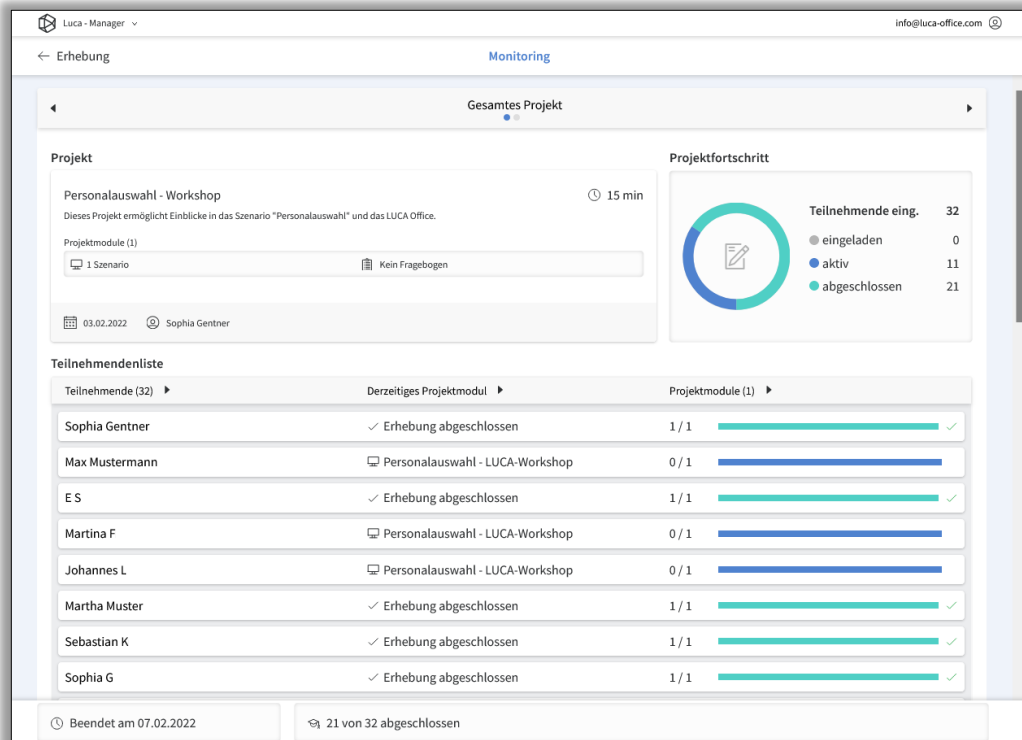 Luca - Manager
info@luca-office.com
Erhebung
Monitoring
Gesamtes Projekt
Projekt
Projektfortschritt
Personalauswahl - Workshop
15 min
Dieses Projekt ermöglicht Einblicke in das Szenario "Personalauswahl" und das LUCA Office.
Projektmodule (1)
1 Szenario
Kein Fragebogen
03.02.2022
Sophia Gentner
Teilnehmende eing. 32
eingeladen 0
aktiv 11
abgeschlossen 21
Teilnehmendenliste
Teilnehmende (32) Derzeitiges Projektmodul Projektmodule (1)
Sophia Gentner Erhebung abgeschlossen 1 / 1
Max Mustermann Personalauswahl - LUCA-Workshop 0 / 1
E S Erhebung abgeschlossen 1 / 1
Martina F Personalauswahl - LUCA-Workshop 0 / 1
Johannes L Personalauswahl - LUCA-Workshop 0 / 1
Martha Muster Erhebung abgeschlossen 1 / 1
Sebastian K Erhebung abgeschlossen 1 / 1
Sophia G Erhebung abgeschlossen 1 / 1
Beendet am 07.02.2022
21 von 32 abgeschlossen